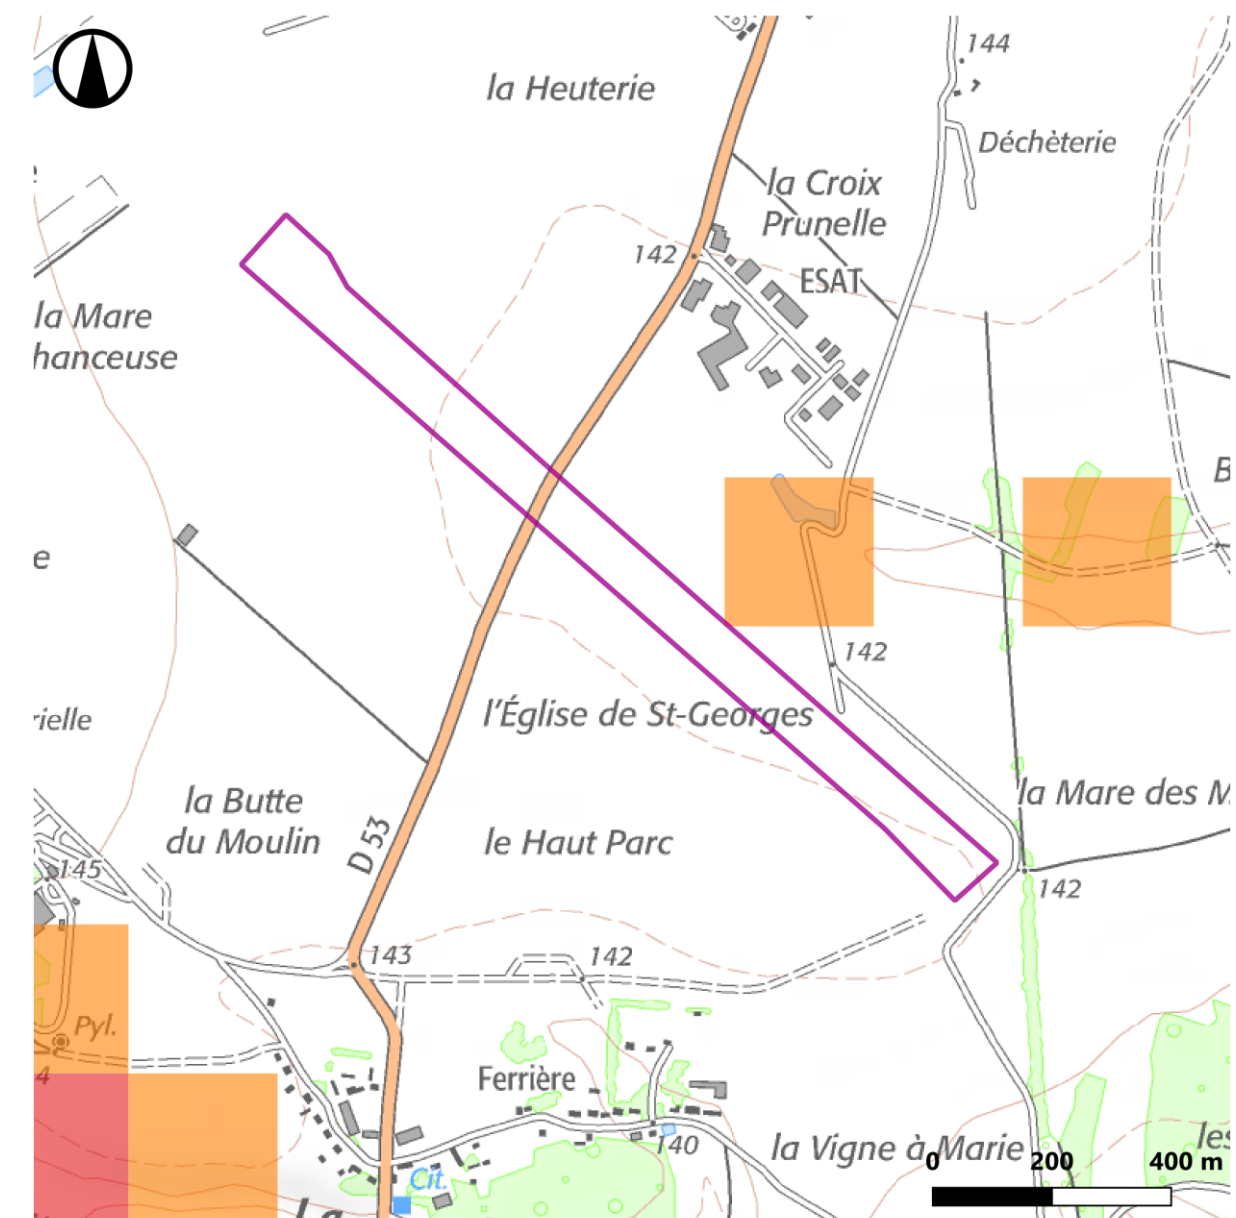 144
la Heuterie
Déchèterie
la Croix
Prunelle
142
ESAT
la Mare
hanceuse
B
e
142
l'Église de St-Georges
rielle
la Mare des M
la Butte
du Moulin
D 53
le Haut Parc
145
142
143
142
Pyl.
4
Ferrière
140
la Vigne à Marie
les
0 200 400 m
Cit.
La